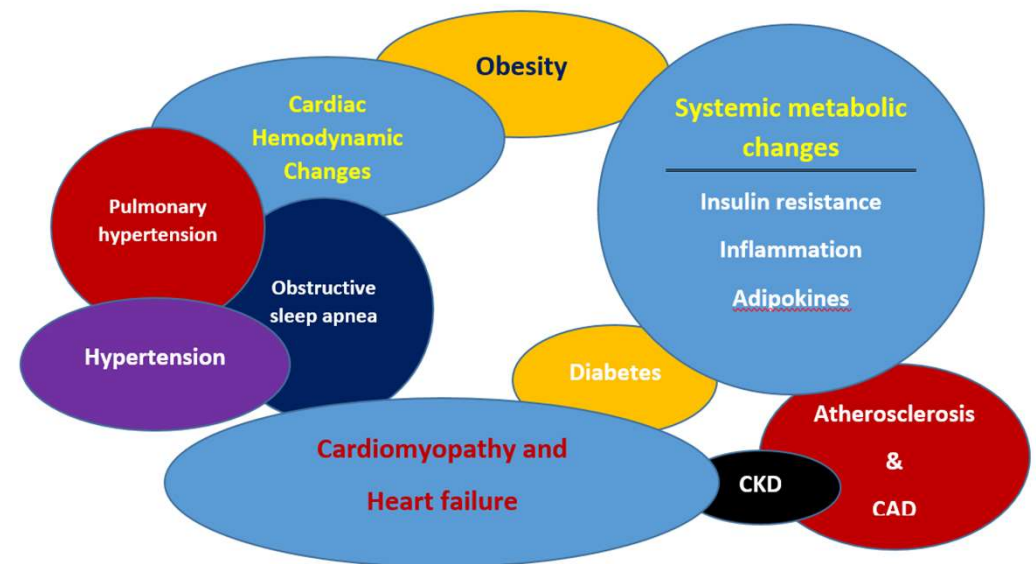 Obesity
Cardiac
Hemodynamic
Changes
Systemic metabolic
changes
Insulin resistance
Inflammation
Adipokines
Pulmonary
hypertension
Obstructive
sleep apnea
Hypertension
Diabetes
Cardiomyopathy and
Heart failure
CKD
Atherosclerosis
&
CAD